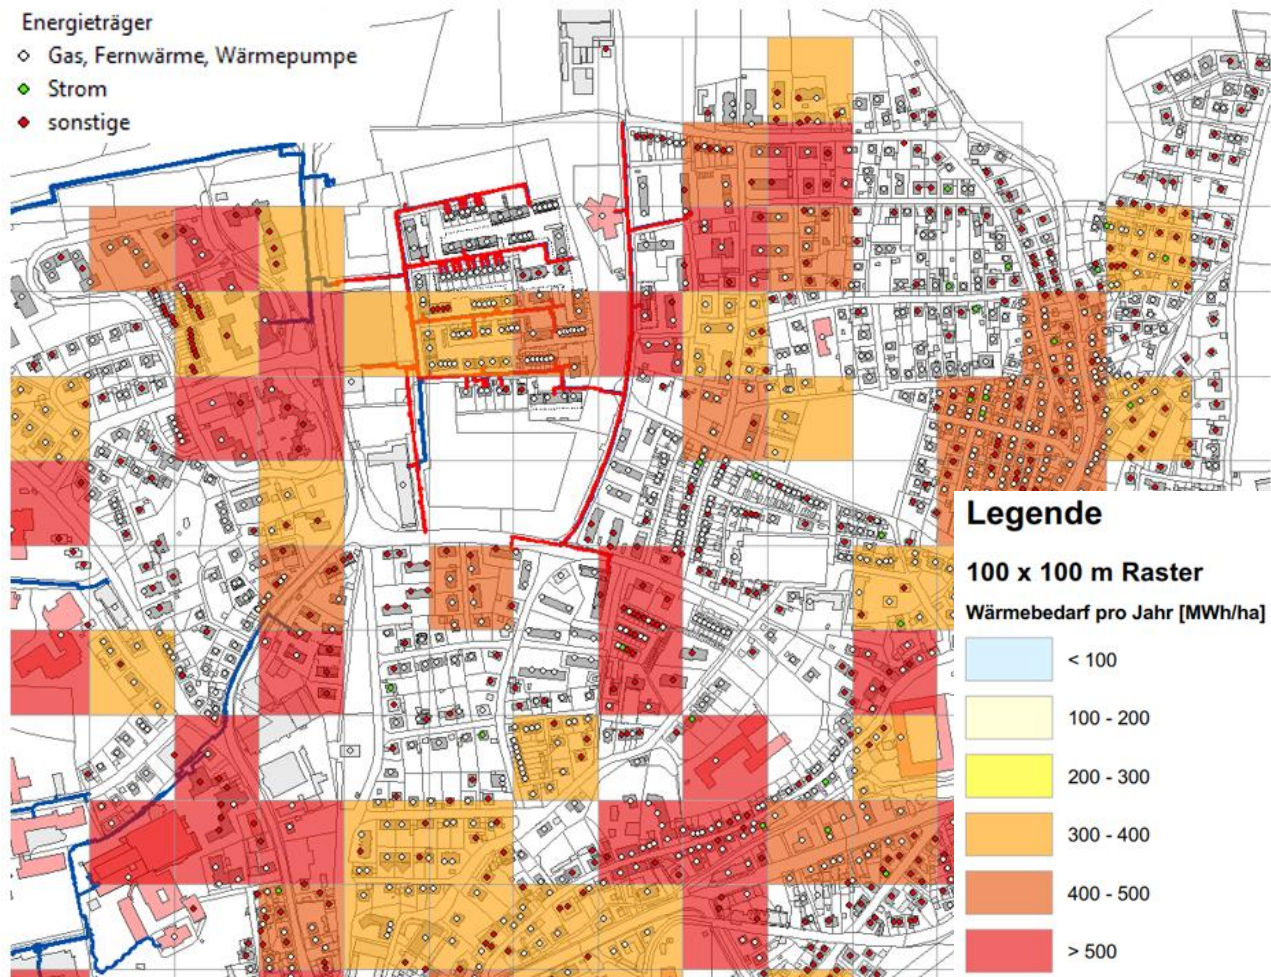 Energieträger
Gas, Fernwärme, Wärmepumpe
Strom
sonstige
Legende
100 x 100 m Raster
Wärmebedarf pro Jahr [MWh/ha]
< 100
100 - 200
200 - 300
300 - 400
400 - 500
> 500